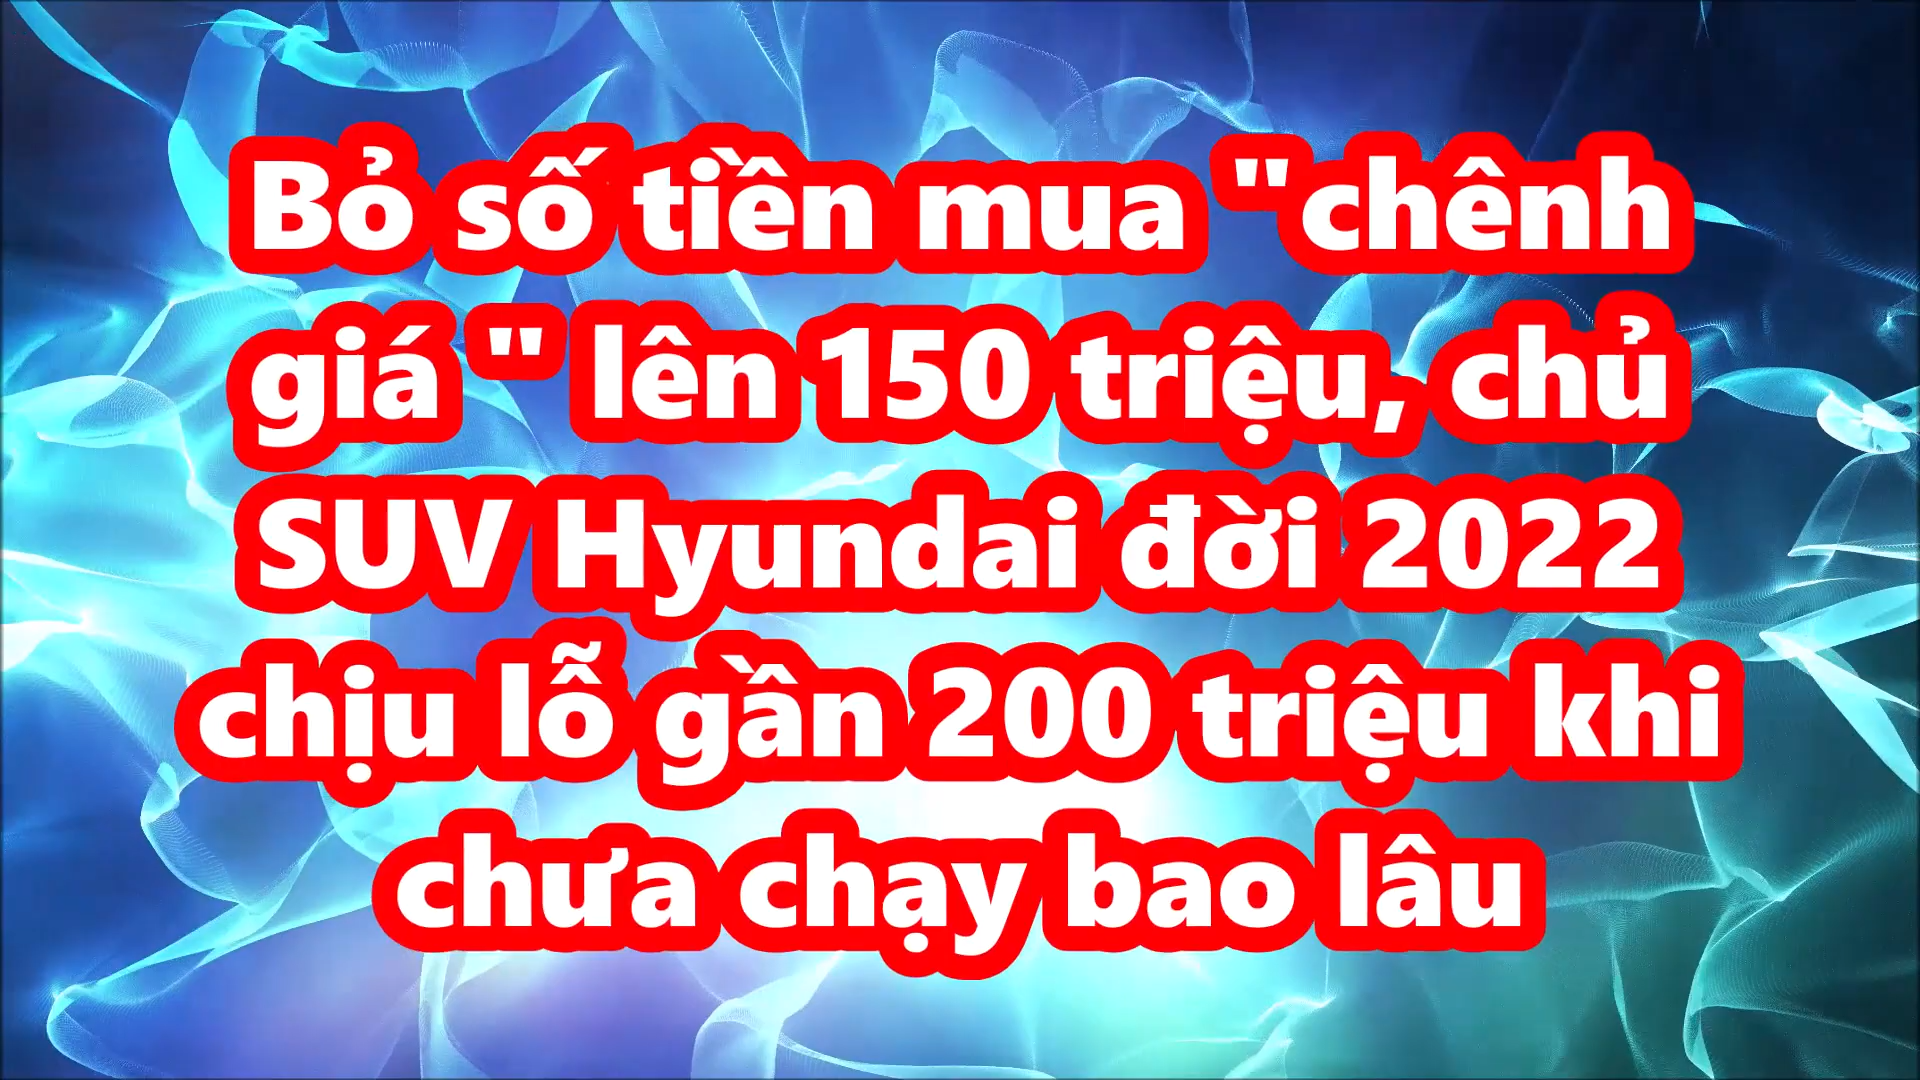 Bỏ số tiền mua "chênh
giá " lên 150 triệu, chủ
SUV Hyundai đời 2022
chịu lỗ gần 200 triệu khi
chưa chạy bao lâu